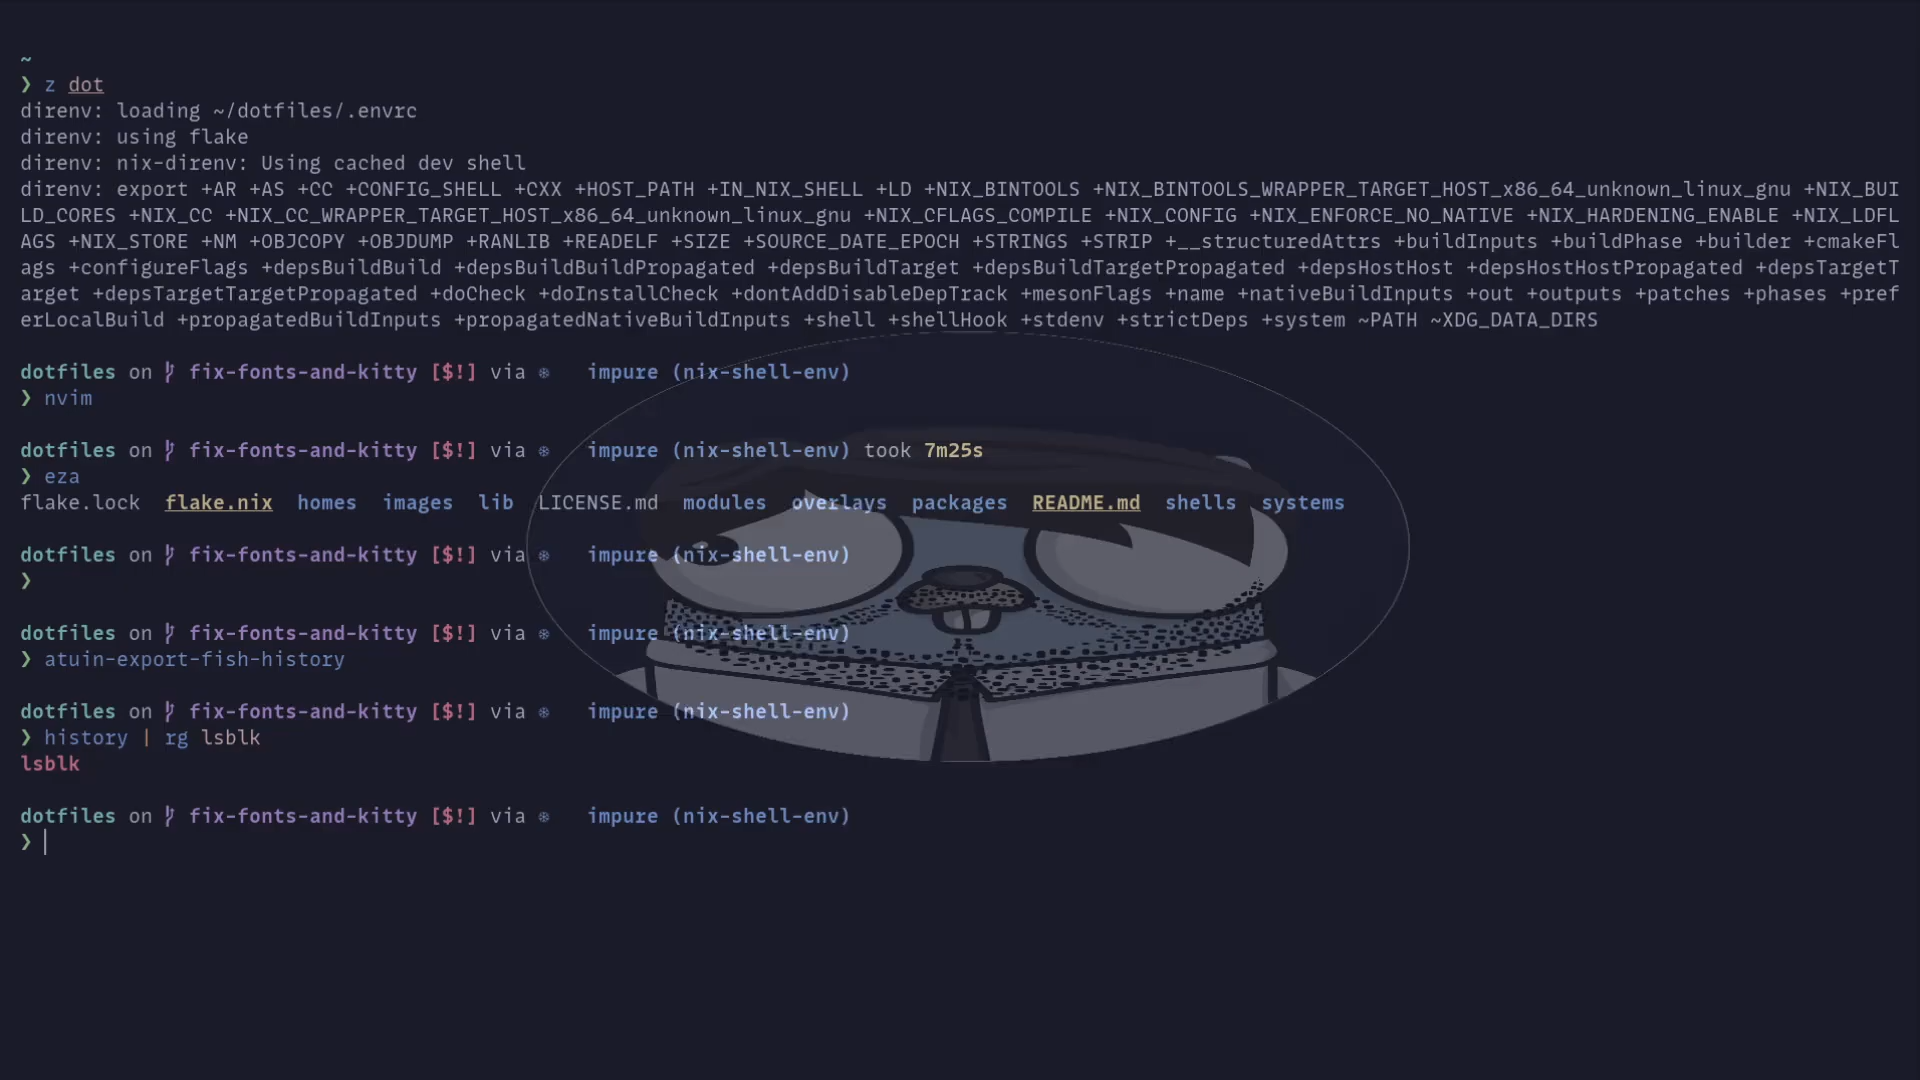 ~
❯ z dot
direnv: loading ~/dotfiles/.envrc
direnv: using flake
direnv: nix-direnv: Using cached dev shell
direnv: export +AR +AS +CC +CONFIG_SHELL +CXX +HOST_PATH +IN_NIX_SHELL +LD +NIX_BINTOOLS +NIX_BINTOOLS_WRAPPER_TARGET_HOST_x86_64_unknown_linux_gnu +NIX_BUI
LD_CORES +NIX_CC +NIX_CC_WRAPPER_TARGET_HOST_x86_64_unknown_linux_gnu +NIX_CFLAGS_COMPILE +NIX_CONFIG +NIX_ENFORCE_NO_NATIVE +NIX_HARDENING_ENABLE +NIX_LDFL
AGS +NIX_STORE +NM +OBJCOPY +OBJDUMP +RANLIB +READELF +SIZE +SOURCE_DATE_EPOCH +STRINGS +STRIP +__structuredAttrs +buildInputs +buildPhase +builder +cmakeFl
ags +configureFlags +depsBuildBuild +depsBuildBuildPropagated +depsBuildTarget +depsBuildTargetPropagated +depsHostHost +depsHostHostPropagated +depsTargetT
arget +depsTargetTargetPropagated +doCheck +doInstallCheck +dontAddDisableDepTrack +mesonFlags +name +nativeBuildInputs +out +outputs +patches +phases +pref
erLocalBuild +propagatedBuildInputs +propagatedNativeBuildInputs +shell +shellHook +stdenv +strictDeps +system ~PATH ~XDG_DATA_DIRS
dotfiles on fix-fonts-and-kitty [$!] via ❄ impure (nix-shell-env)
❯ nvim
dotfiles on fix-fonts-and-kitty [$!] via ❄ impure (nix-shell-env) took 7m25s
❯ eza
flake.lock flake.nix homes images lib LICENSE.md modules overlays packages README.md shells systems
dotfiles on fix-fonts-and-kitty [$!] via ❄ impure (nix-shell-env)
❯
dotfiles on fix-fonts-and-kitty [$!] via ❄ impure (nix-shell-env)
❯ atuin-export-fish-history
dotfiles on fix-fonts-and-kitty [$!] via ❄ impure (nix-shell-env)
❯ history | rg lsblk
lsblk
dotfiles on fix-fonts-and-kitty [$!] via ❄ impure (nix-shell-env)
❯